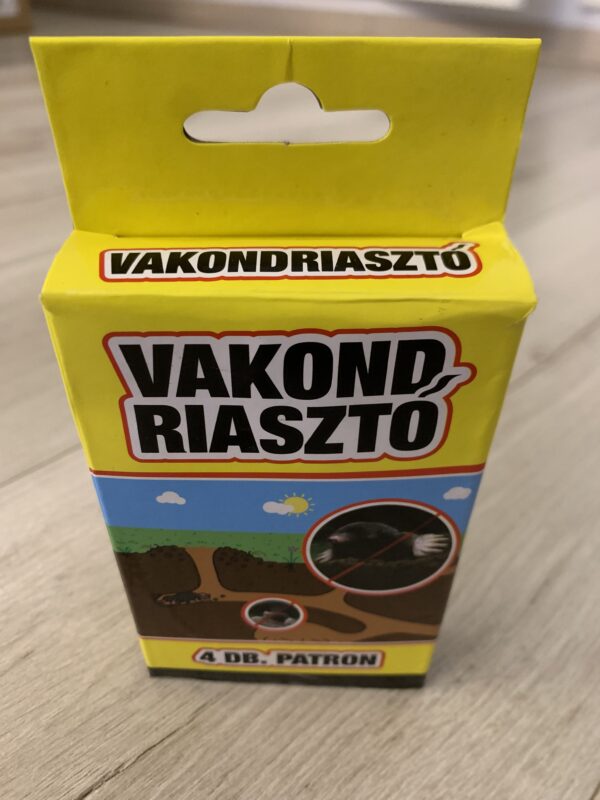 VAKONDRIASZTÓ
VAKOND
RIASZTÓ
4 DB. PATRON